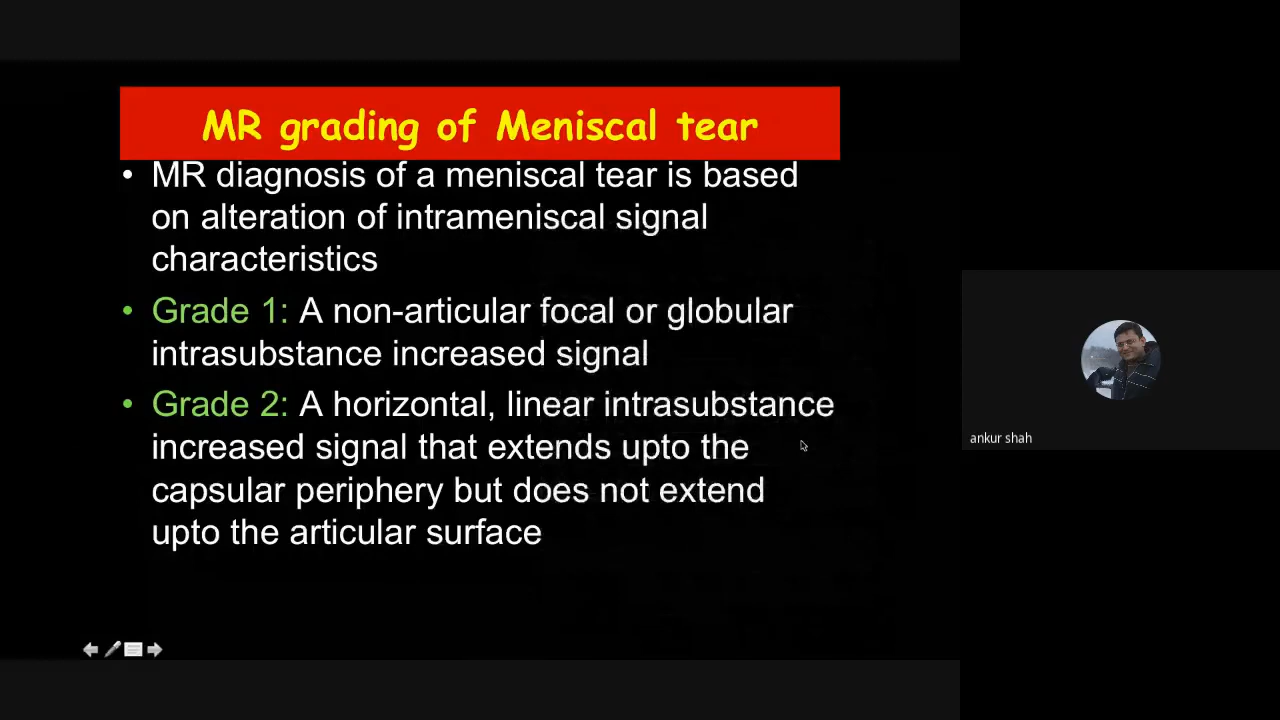 MR grading of Meniscal tear
• MR diagnosis of a meniscal tear is based
on alteration of intrameniscal signal
characteristics
• Grade 1: A non-articular focal or globular
intrasubstance increased signal
• Grade 2: A horizontal, linear intrasubstance
increased signal that extends upto the
capsular periphery but does not extend
upto the articular surface
ankur shah